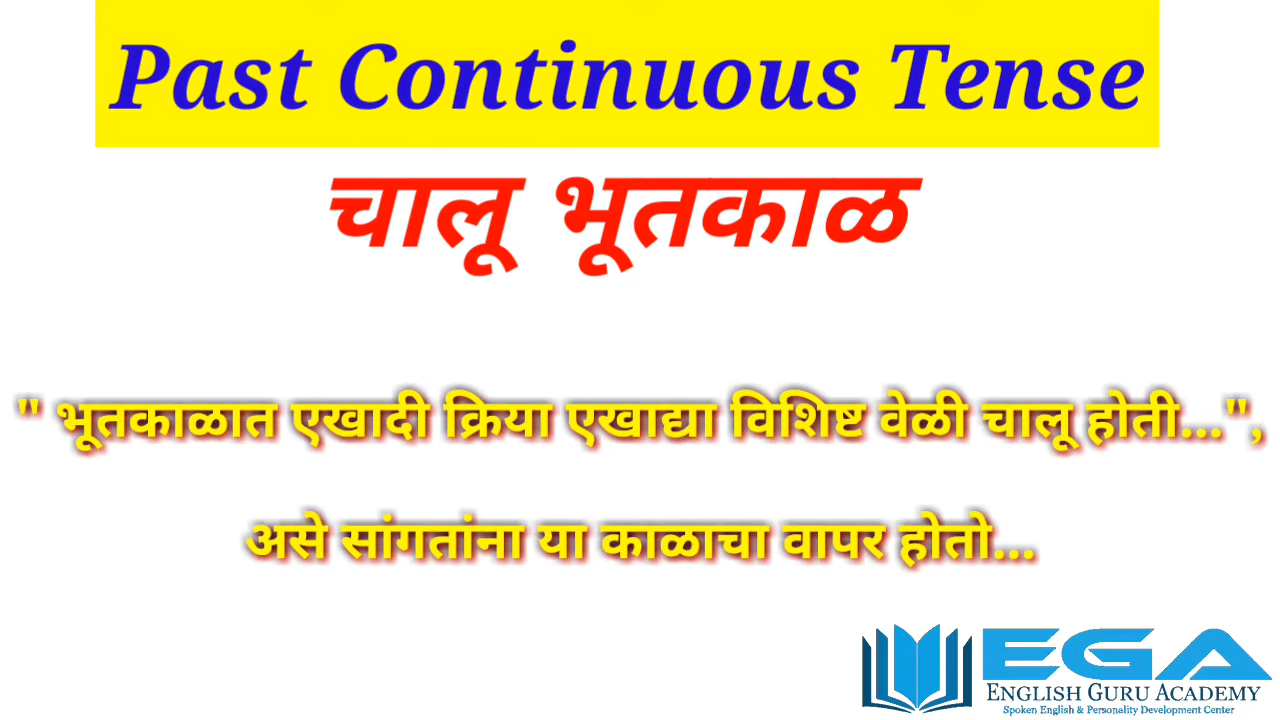 Past Continuous Tense
चालू भूतकाळ
" भूतकाळात एखादी क्रिया एखाद्या विशिष्ट वेळी चालू होती...",
असे सांगतांना या काळाचा वापर होतो...
EGA
ENGLISH GURU ACADEMY
Spoken English & Personality Development Center